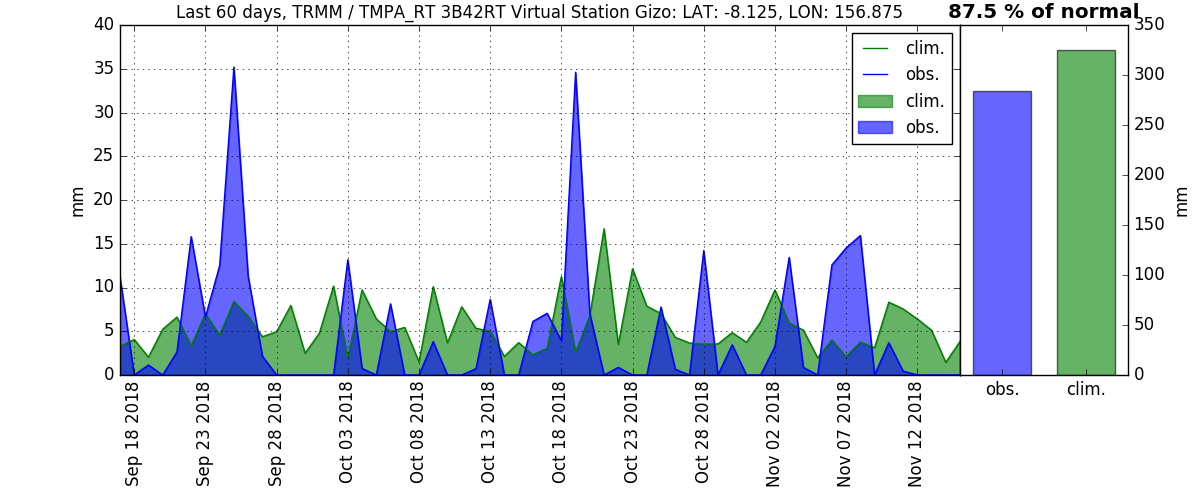 Last 60 days, TRMM / TMPA_RT 3B42RT Virtual Station Gizo: LAT: -8.125, LON: 156.875
87.5 % of normal
40
35
30
25
20
15
10
5
0
mm
clim.
obs.
clim.
obs.
Sep 18 2018
Sep 23 2018
Sep 28 2018
Oct 03 2018
Oct 08 2018
Oct 13 2018
Oct 18 2018
Oct 23 2018
Oct 28 2018
Nov 02 2018
Nov 07 2018
Nov 12 2018
350
300
250
200
150
100
50
0
mm
obs.
clim.